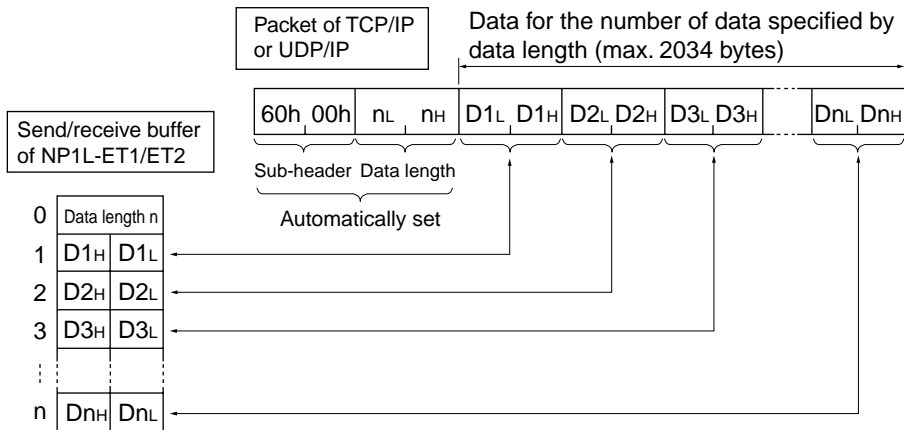 Packet of TCP/IP
or UDP/IP
Data for the number of data specified by
data length (max. 2034 bytes)
60h 00h nL nH D1L D1H D2L D2H D3L D3H DnL DnH
Send/receive buffer
of NP1L-ET1/ET2
Sub-header Data length
Automatically set
0 Data length n
1 D1H D1L
2 D2H D2L
3 D3H D3L
n DnH DnL